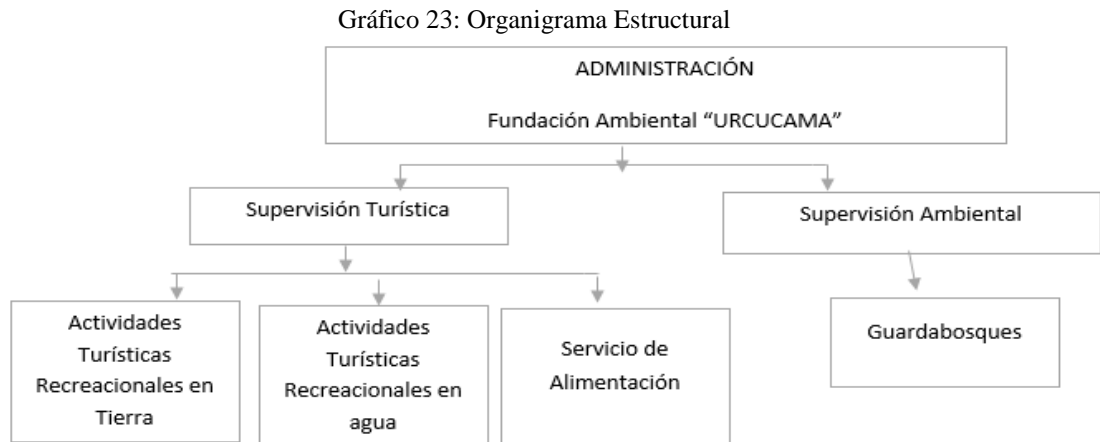 Gráfico 23: Organigrama Estructural
ADMINISTRACIÓN
Fundación Ambiental “URCUCAMA”
Supervisión Turística
Supervisión Ambiental
Actividades
Turísticas
Recreacionales en
Tierra
Actividades
Turísticas
Recreacionales en
agua
Servicio de
Alimentación
Guardabosques